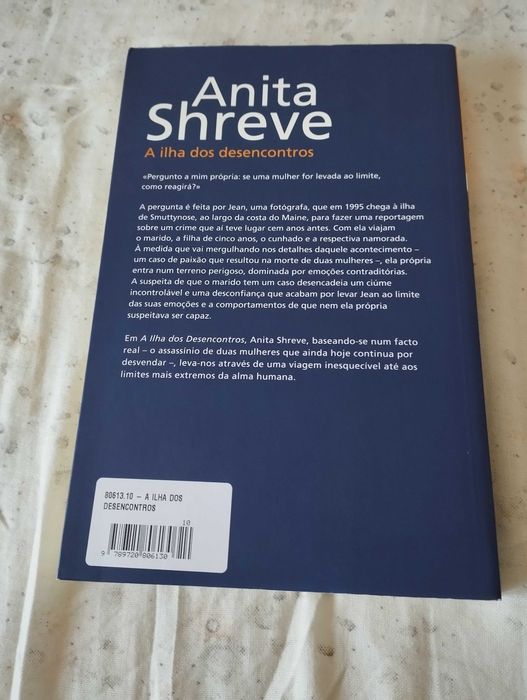 Anita
Shreve
A ilha dos desencontros
«Pergunto a mim própria: se uma mulher for levada ao limite,
como reagirá?»
A pergunta é feita por Jean, uma fotógrafa, que em 1995 chega à ilha
de Smuttynose, ao largo da costa do Maine, para fazer uma reportagem
sobre um crime que aí teve lugar cem anos antes. Com ela viajam
o marido, a filha de cinco anos, o cunhado e a respectiva namorada.
À medida que vai mergulhando nos detalhes daquele acontecimento –
um caso de paixão que resultou na morte de duas mulheres –, ela própria
entra num terreno perigoso, dominada por emoções contraditórias.
A suspeita de que o marido tem um caso desencadeia um ciúme
incontrolável e uma desconfiança que acabam por levar Jean ao limite
das suas emoções e a comportamentos de que nem ela própria
suspeitava ser capaz.
Em A Ilha dos Desencontros, Anita Shreve, baseando-se num facto
real – o assassínio de duas mulheres que ainda hoje continua por
desvendar –, leva-nos através de uma viagem inesquecível até aos
limites mais extremos da alma humana.
80613.10 – A ILHA DOS
DESENCONTROS
10
9 789720 806130